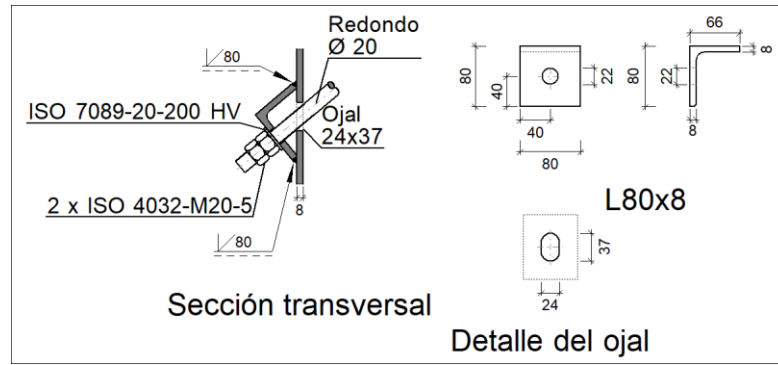 80
Redondo
Ø 20
ISO 7089-20-200 HV
Ojal
24x37
2 x ISO 4032-M20-5
8
80
Sección transversal
80
40
22
40
80
66
8
80
22
8
L80x8
37
24
Detalle del ojal